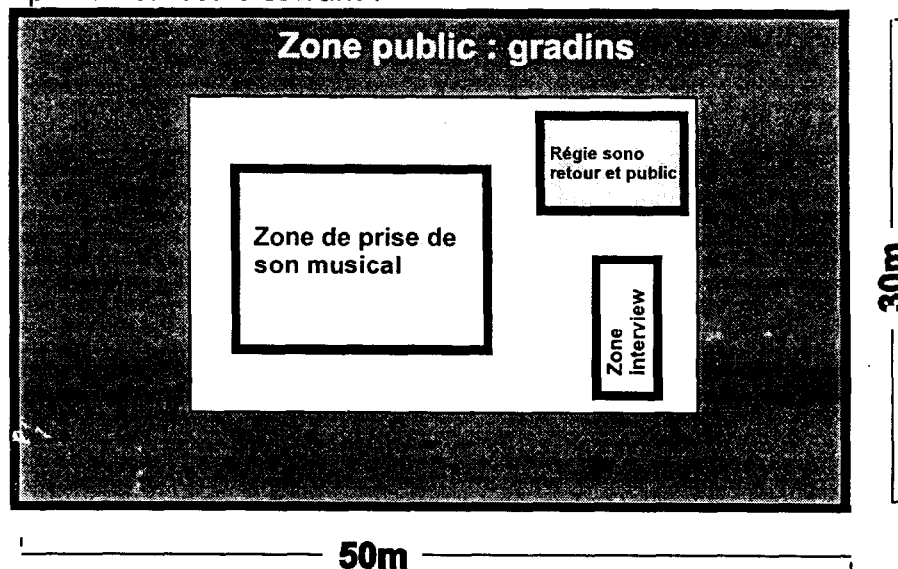 Zone public : gradins
Régie sono
retour et public
Zone de prise de
son musical
Zone
interview
30m
50m